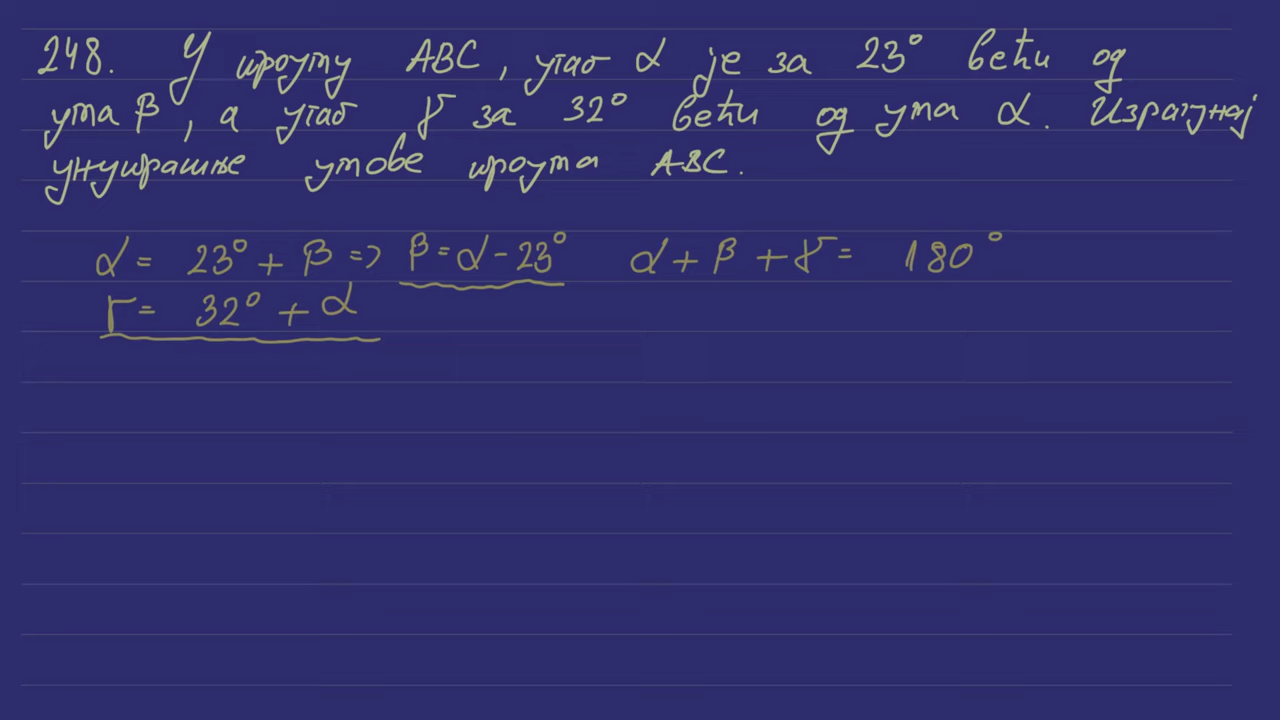 248. У троуглу ABC, угао α је за 23° већи од
угла β, а угао γ за 32° већи од угла α. Израчунај
унутрашње углове троугла ABC.
α = 23° + β => β = α - 23° α + β + γ = 180°
γ = 32° + α